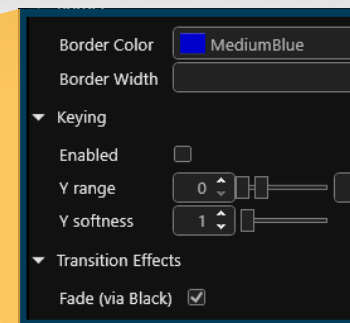 Border Color MediumBlue
Border Width
Keying
Enabled
Y range 0
Y softness 1
Transition Effects
Fade (via Black)